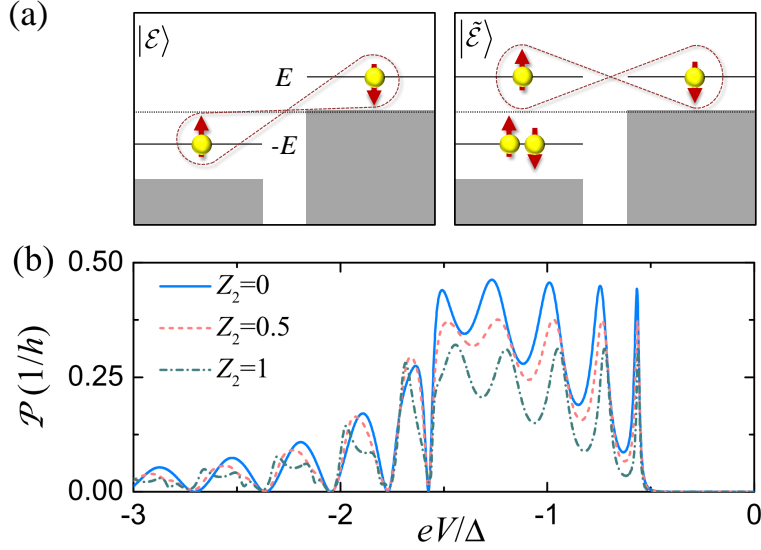 (a)
|ℰ⟩
E
-E
|ℰ̃⟩
(b)
𝒫 (1/h)
0.50
0.25
0.00
Z₂=0
Z₂=0.5
Z₂=1
-3
-2
-1
0
eV/Δ